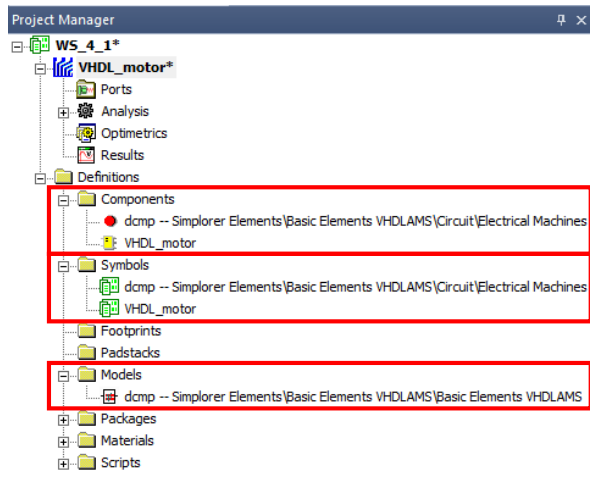 Project Manager
WS_4_1*
VHDL_motor*
Ports
Analysis
Optimetrics
Results
Definitions
Components
dcmp -- Simplorer Elements\Basic Elements VHDLAMS\Circuit\Electrical Machines
VHDL_motor
Symbols
dcmp -- Simplorer Elements\Basic Elements VHDLAMS\Circuit\Electrical Machines
VHDL_motor
Footprints
Padstacks
Models
dcmp -- Simplorer Elements\Basic Elements VHDLAMS\Basic Elements VHDLAMS
Packages
Materials
Scripts